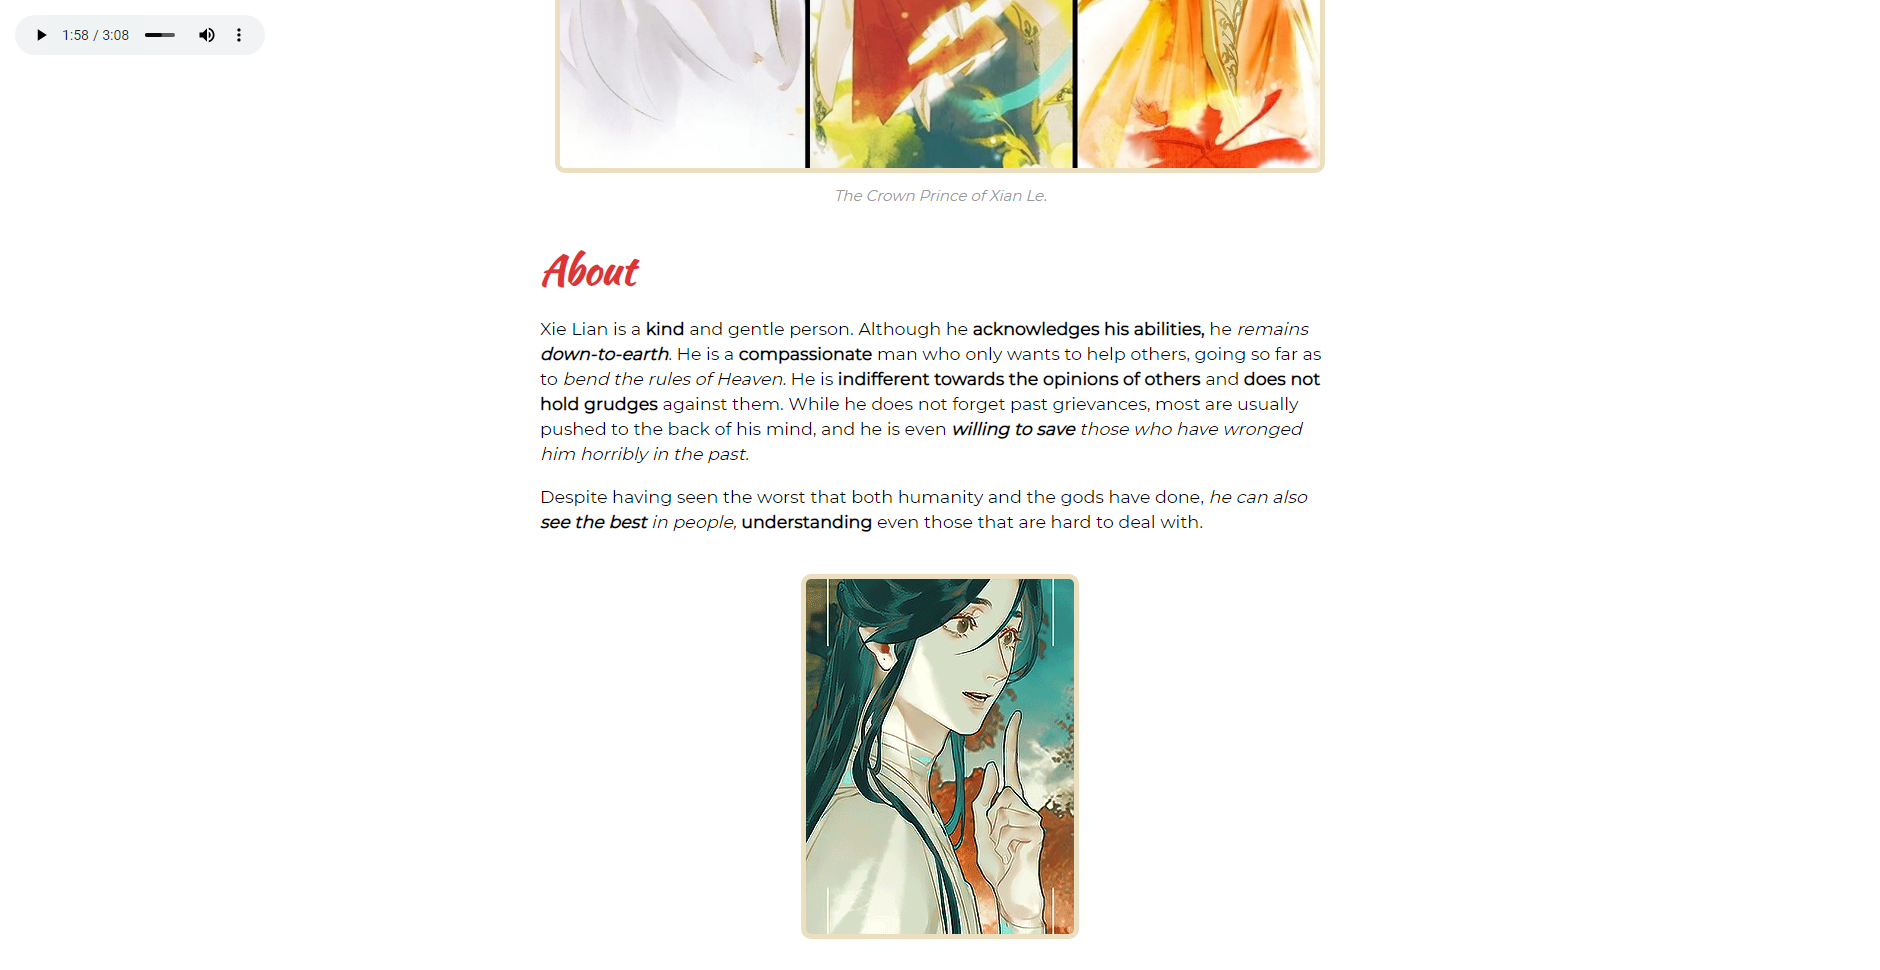 1:58 / 3:08
The Crown Prince of Xian Le.
About
Xie Lian is a kind and gentle person. Although he acknowledges his abilities, he remains
down-to-earth. He is a compassionate man who only wants to help others, going so far as
to bend the rules of Heaven. He is indifferent towards the opinions of others and does not
hold grudges against them. While he does not forget past grievances, most are usually
pushed to the back of his mind, and he is even willing to save those who have wronged
him horribly in the past.
Despite having seen the worst that both humanity and the gods have done, he can also
see the best in people, understanding even those that are hard to deal with.